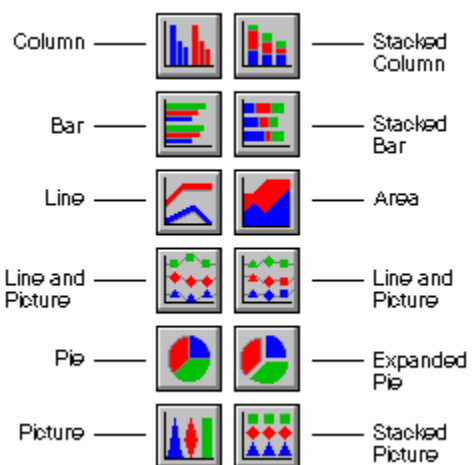 Column
Stacked
Column
Bar
Stacked
Bar
Line
Area
Line and
Picture
Line and
Picture
Pie
Expanded
Pie
Picture
Stacked
Picture